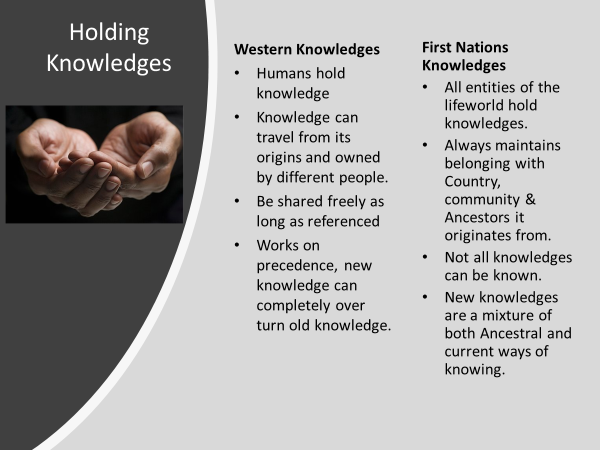 Holding
Knowledges
Western Knowledges
• Humans hold
knowledge
• Knowledge can
travel from its
origins and owned
by different people.
• Be shared freely as
long as referenced
• Works on
precedence, new
knowledge can
completely over
turn old knowledge.
First Nations
Knowledges
• All entities of the
lifeworld hold
knowledges.
• Always maintains
belonging with
Country,
community &
Ancestors it
originates from.
• Not all knowledges
can be known.
• New knowledges
are a mixture of
both Ancestral and
current ways of
knowing.